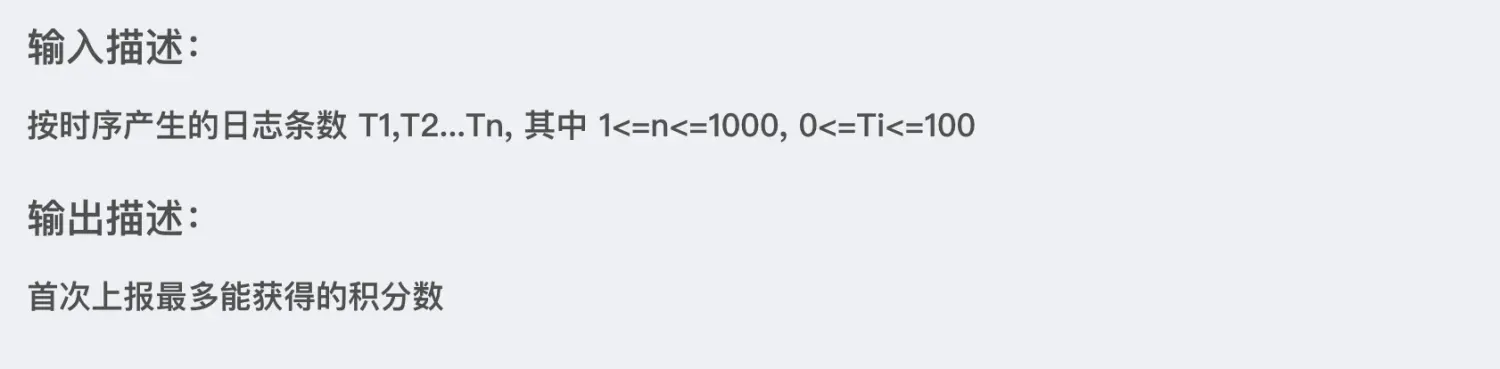 输入描述：
按时序产生的日志条数 T1,T2...Tn, 其中 1<=n<=1000, 0<=Ti<=100
输出描述：
首次上报最多能获得的积分数